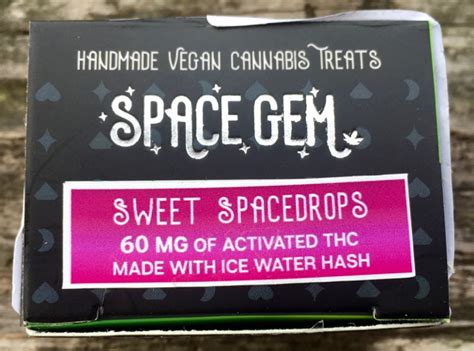 HANDMADE VEGAN CANNABIS TREATS
SPACE GEM
SWEET SPACEDROPS
60 MG OF ACTIVATED THC
MADE WITH ICE WATER HASH